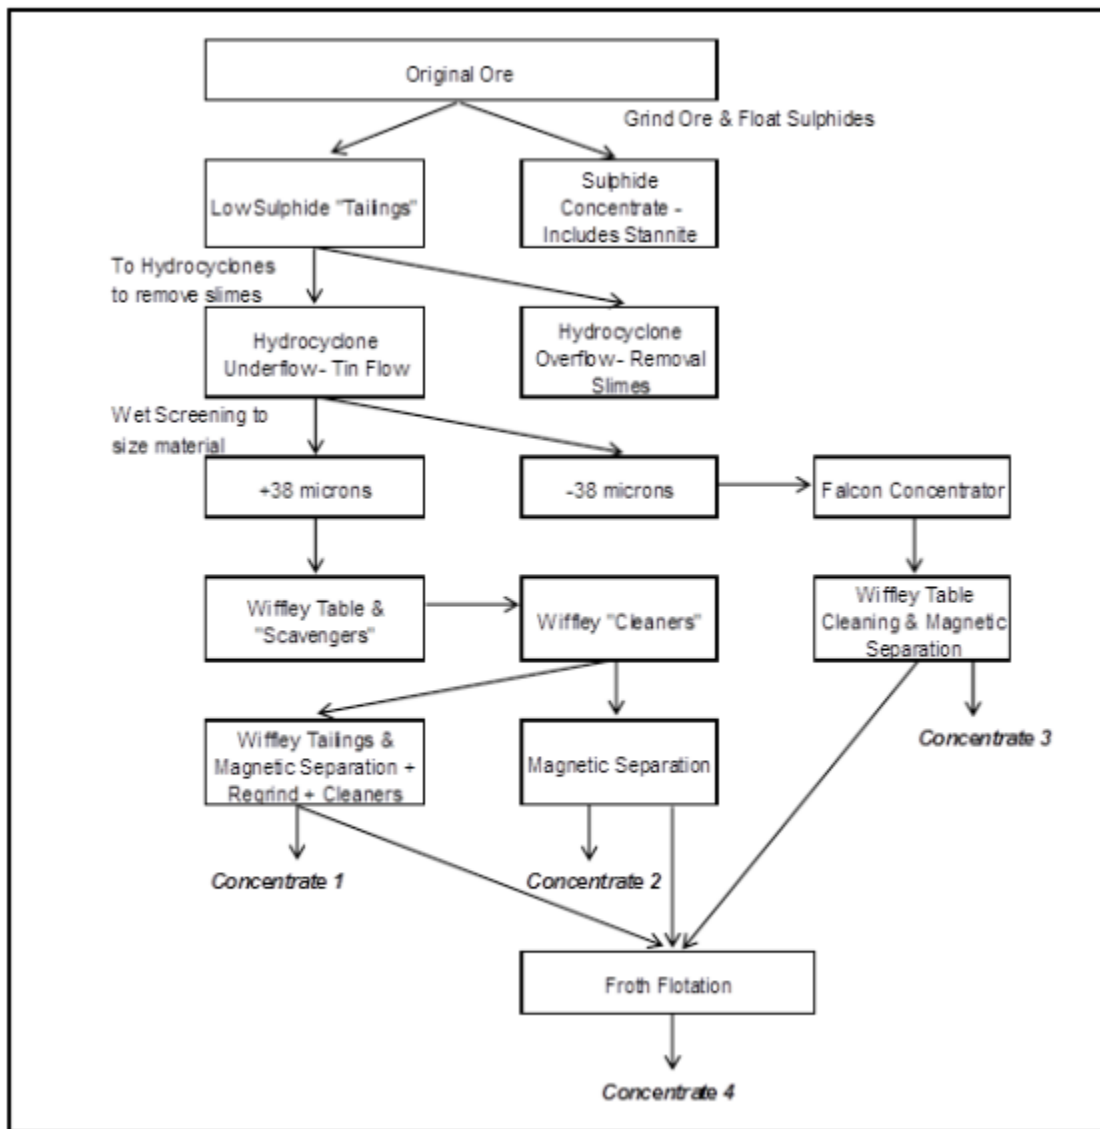 Original Ore
Grind Ore & Float Sulphides
Low Sulphide "Tailings"
Sulphide
Concentrate -
Includes Stannite
To Hydrocyclones
to remove slimes
Hydrocyclone
Underflow- Tin Flow
Hydrocyclone
Overflow- Removal
Slimes
Wet Screening to
size material
+38 microns
-38 microns
Falcon Concentrator
Wiffley Table &
"Scavengers"
Wiffley "Cleaners"
Wiffley Table
Cleaning & Magnetic
Separation
Wiffley Tailings &
Magnetic Separation +
Regrind + Cleaners
Magnetic Separation
Concentrate 3
Concentrate 1
Concentrate 2
Froth Flotation
Concentrate 4